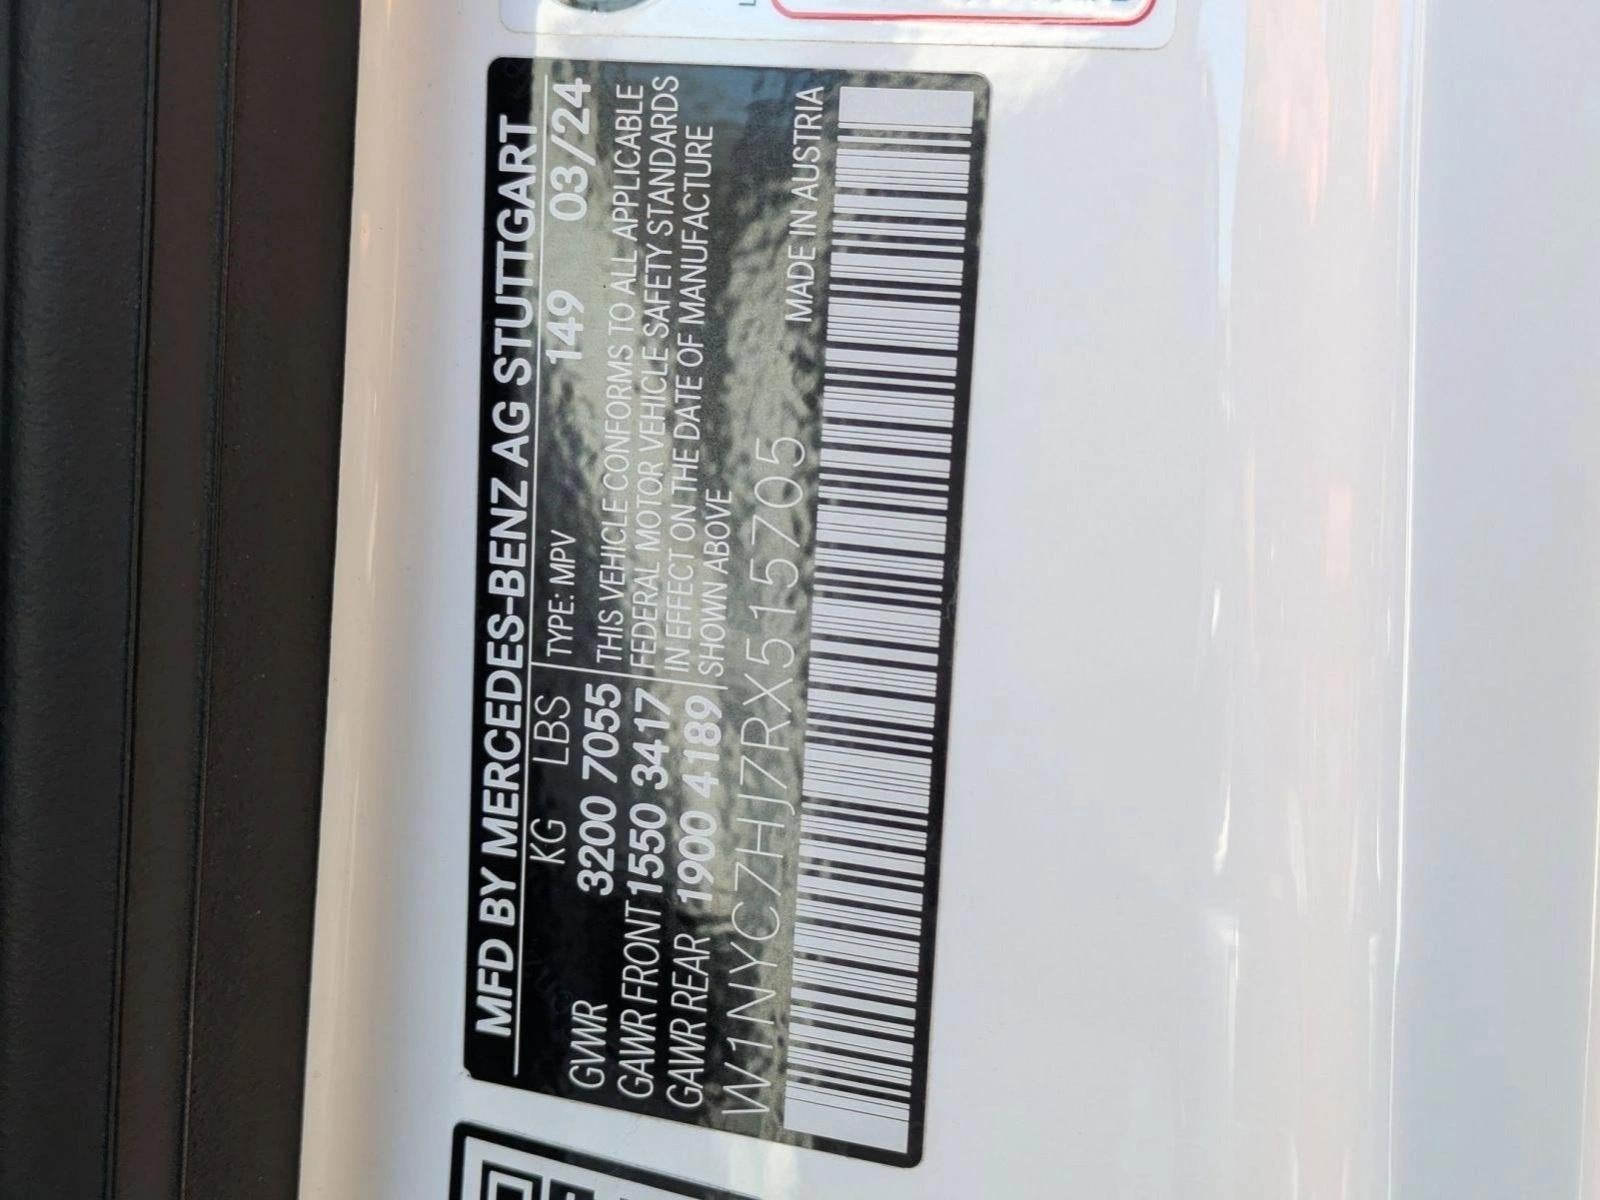 MFD BY MERCEDES-BENZ AG STUTTGART
KG LBS TYPE: MPV 149 03/24
GVWR 3200 7055 THIS VEHICLE CONFORMS TO ALL APPLICABLE
GAWR FRONT 1550 3417 FEDERAL MOTOR VEHICLE SAFETY STANDARDS
GAWR REAR 1900 4189 IN EFFECT ON THE DATE OF MANUFACTURE
SHOWN ABOVE
W1NYC7HJ7RX515705 MADE IN AUSTRIA